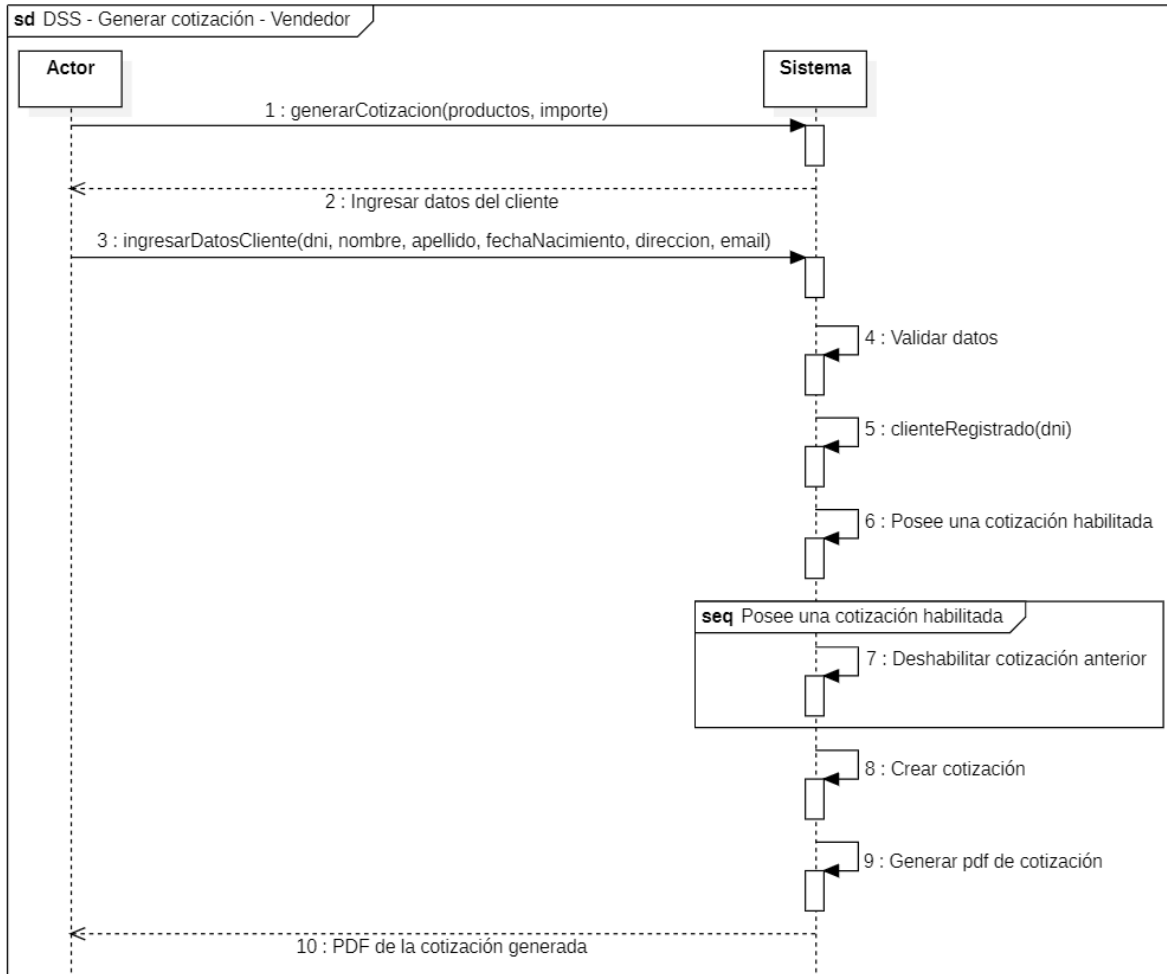 sd DSS - Generar cotización - Vendedor
Actor
Sistema
1 : generarCotizacion(productos, importe)
2 : Ingresar datos del cliente
3 : ingresarDatosCliente(dni, nombre, apellido, fechaNacimiento, direccion, email)
4 : Validar datos
5 : clienteRegistrado(dni)
6 : Posee una cotización habilitada
seq Posee una cotización habilitada
7 : Deshabilitar cotización anterior
8 : Crear cotización
9 : Generar pdf de cotización
10 : PDF de la cotización generada